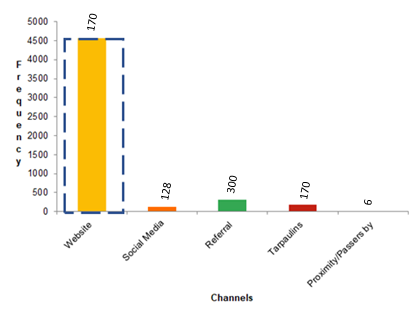 170
5000
4500
4000
3500
3000
2500
2000
1500
1000
500
0
Frequency
128
300
170
6
Website
Social Media
Referral
Tarpaulins
Proximity/Passers by
Channels